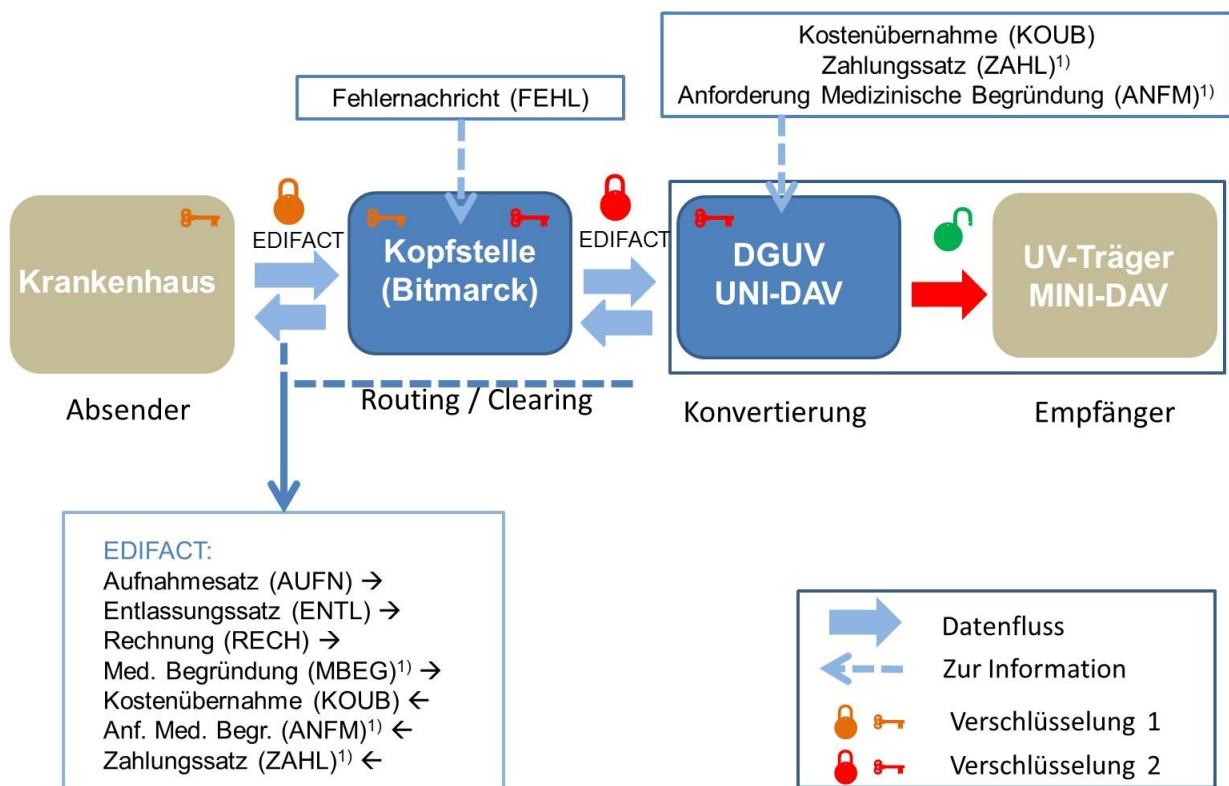 Kostenübernahme (KOUB)
Zahlungssatz (ZAHL)1)
Anforderung Medizinische Begründung (ANFM)1)
Fehlernachricht (FEHL)
EDIFACT
EDIFACT
Krankenhaus
Kopfstelle
(Bitmarck)
DGUV
UNI-DAV
UV-Träger
MINI-DAV
Absender
Routing / Clearing
Konvertierung
Empfänger
EDIFACT:
Aufnahmesatz (AUFN) →
Entlassungssatz (ENTL) →
Rechnung (RECH) →
Med. Begründung (MBEG)1) →
Kostenübernahme (KOUB) ←
Anf. Med. Begr. (ANFM)1) ←
Zahlungssatz (ZAHL)1) ←
Datenfluss
Zur Information
Verschlüsselung 1
Verschlüsselung 2